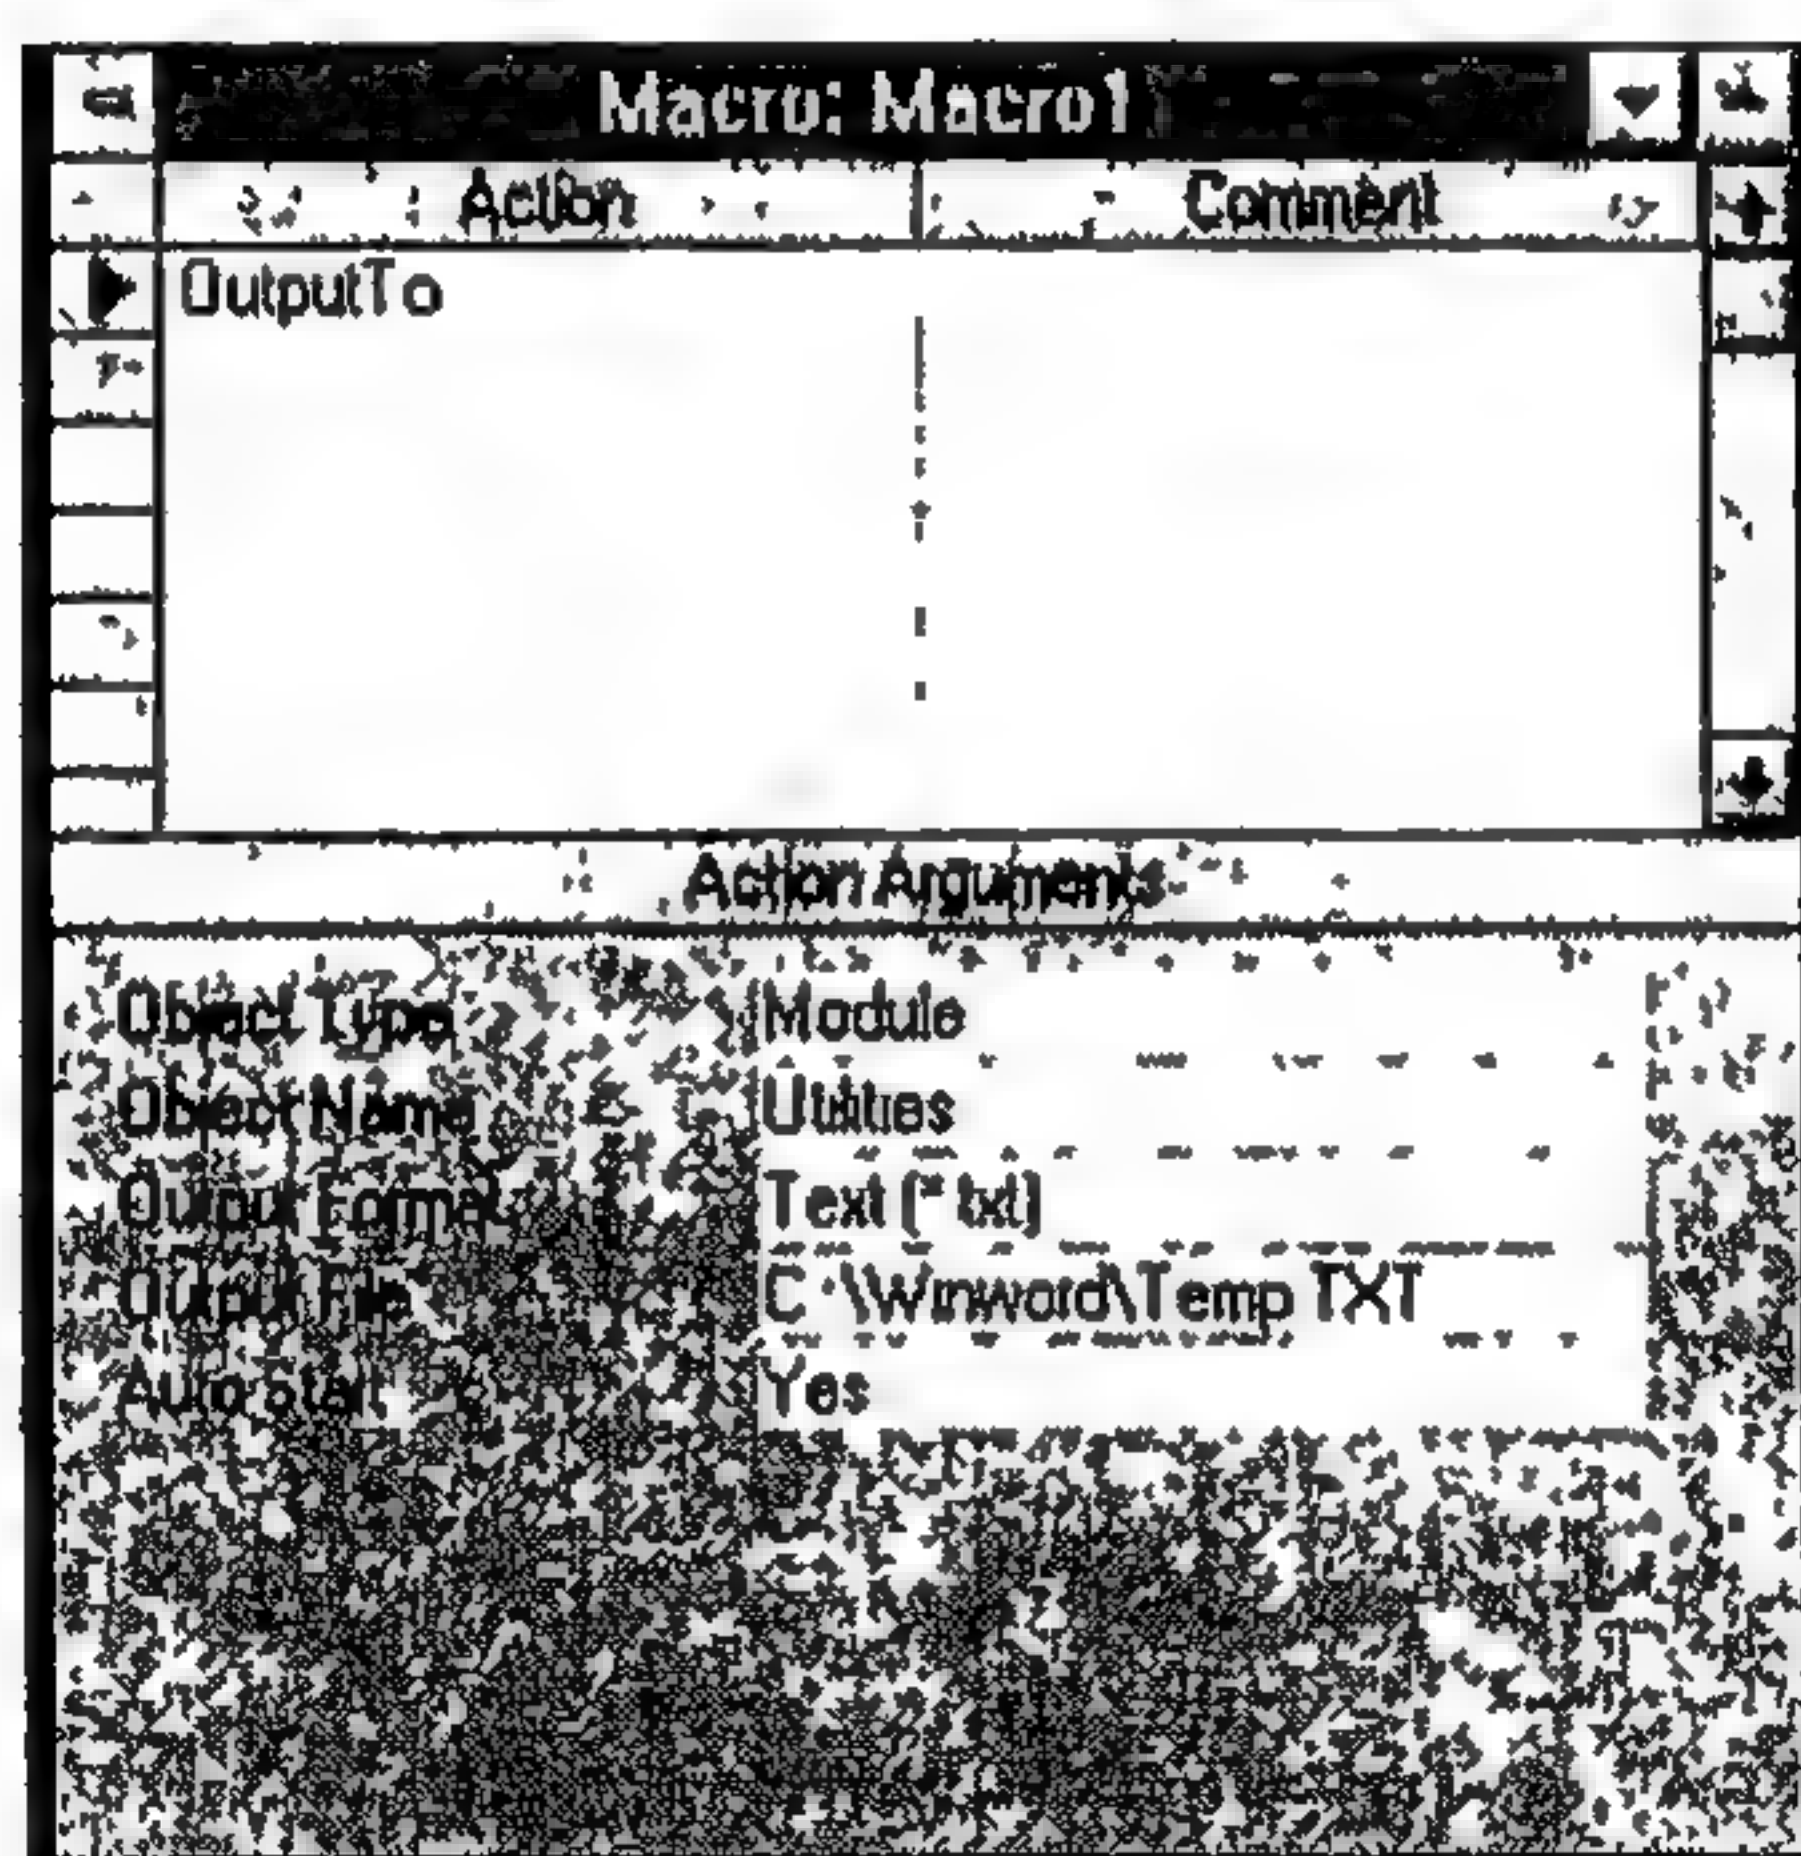 Macro: Macro1
Action Comment
OutputTo
Action Arguments
Object Type Module
Object Name Utilities
Output Format Text (*.txt)
Output File C:\Winword\Temp.TXT
Auto Start Yes